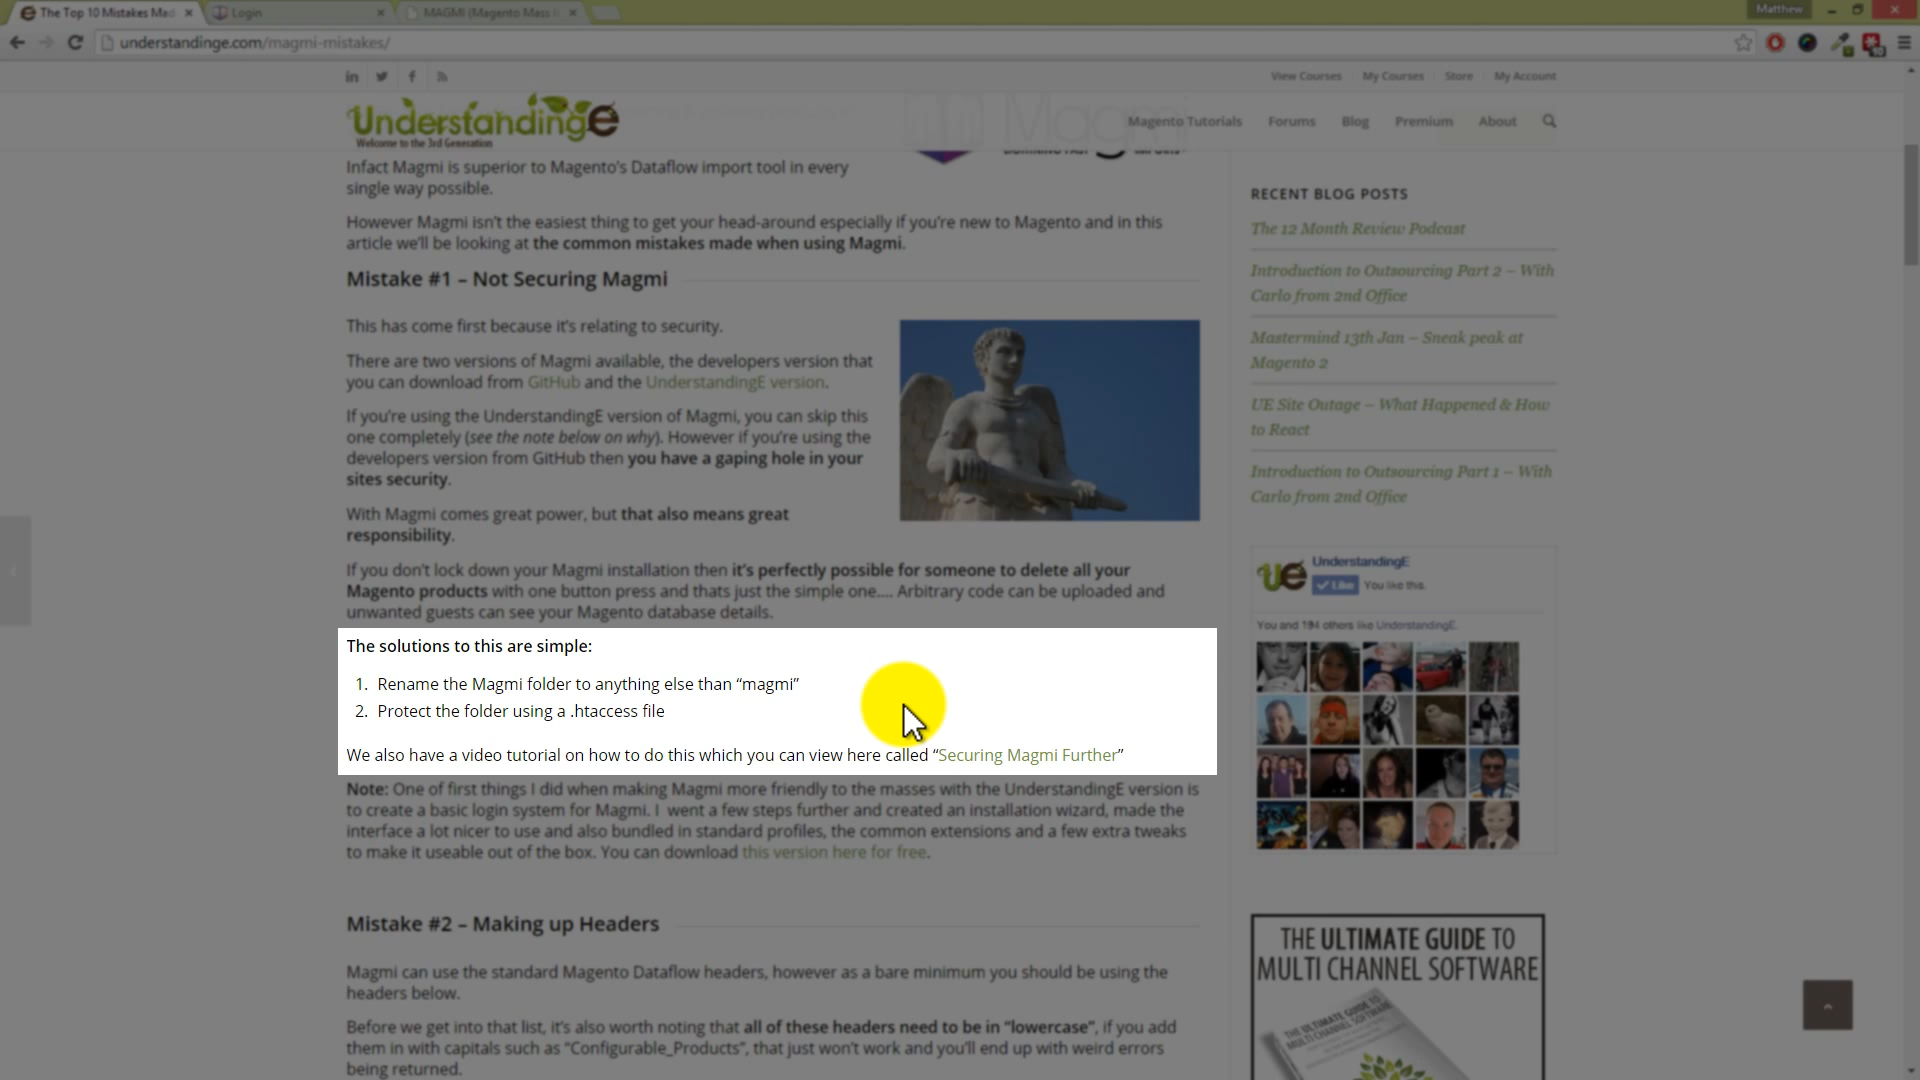 The Top 10 Mistakes Mad
Login
MAGMI (Magento Mass I
Matthew
understandinge.com/magmi-mistakes/
View Courses
My Courses
Store
My Account
UnderstandingE
Welcome to the 3rd Generation
Magmi
Magento Tutorials
Forums
Blog
Premium
About
Infact Magmi is superior to Magento's Dataflow import tool in every
single way possible.
However Magmi isn't the easiest thing to get your head-around especially if you're new to Magento and in this
article we'll be looking at the common mistakes made when using Magmi.
Mistake #1 – Not Securing Magmi
This has come first because it's relating to security.
There are two versions of Magmi available, the developers version that
you can download from GitHub and the UnderstandingE version.
If you're using the UnderstandingE version of Magmi, you can skip this
one completely (see the note below on why). However if you're using the
developers version from GitHub then you have a gaping hole in your
sites security.
With Magmi comes great power, but that also means great
responsibility.
If you don't lock down your Magmi installation then it's perfectly possible for someone to delete all your
Magento products with one button press and thats just the simple one.... Arbitrary code can be uploaded and
unwanted guests can see your Magento database details.
The solutions to this are simple:
1. Rename the Magmi folder to anything else than “magmi”
2. Protect the folder using a .htaccess file
We also have a video tutorial on how to do this which you can view here called “Securing Magmi Further”
Note: One of first things I did when making Magmi more friendly to the masses with the UnderstandingE version is
to create a basic login system for Magmi. I went a few steps further and created an installation wizard, made the
interface a lot nicer to use and also bundled in standard profiles, the common extensions and a few extra tweaks
to make it useable out of the box. You can download this version here for free.
Mistake #2 – Making up Headers
Magmi can use the standard Magento Dataflow headers, however as a bare minimum you should be using the
headers below.
Before we get into that list, it's also worth noting that all of these headers need to be in “lowercase”, if you add
them in with capitals such as “Configurable_Products”, that just won't work and you'll end up with weird errors
being returned.
RECENT BLOG POSTS
The 12 Month Review Podcast
Introduction to Outsourcing Part 2 – With
Carlo from 2nd Office
Mastermind 13th Jan – Sneak peak at
Magento 2
UE Site Outage – What Happened & How
to React
Introduction to Outsourcing Part 1 – With
Carlo from 2nd Office
UnderstandingE
Like
You like this.
You and 194 others like UnderstandingE.
THE ULTIMATE GUIDE TO
MULTI CHANNEL SOFTWARE
THE ULTIMATE GUIDE TO
MULTI CHANNEL SOFTWARE